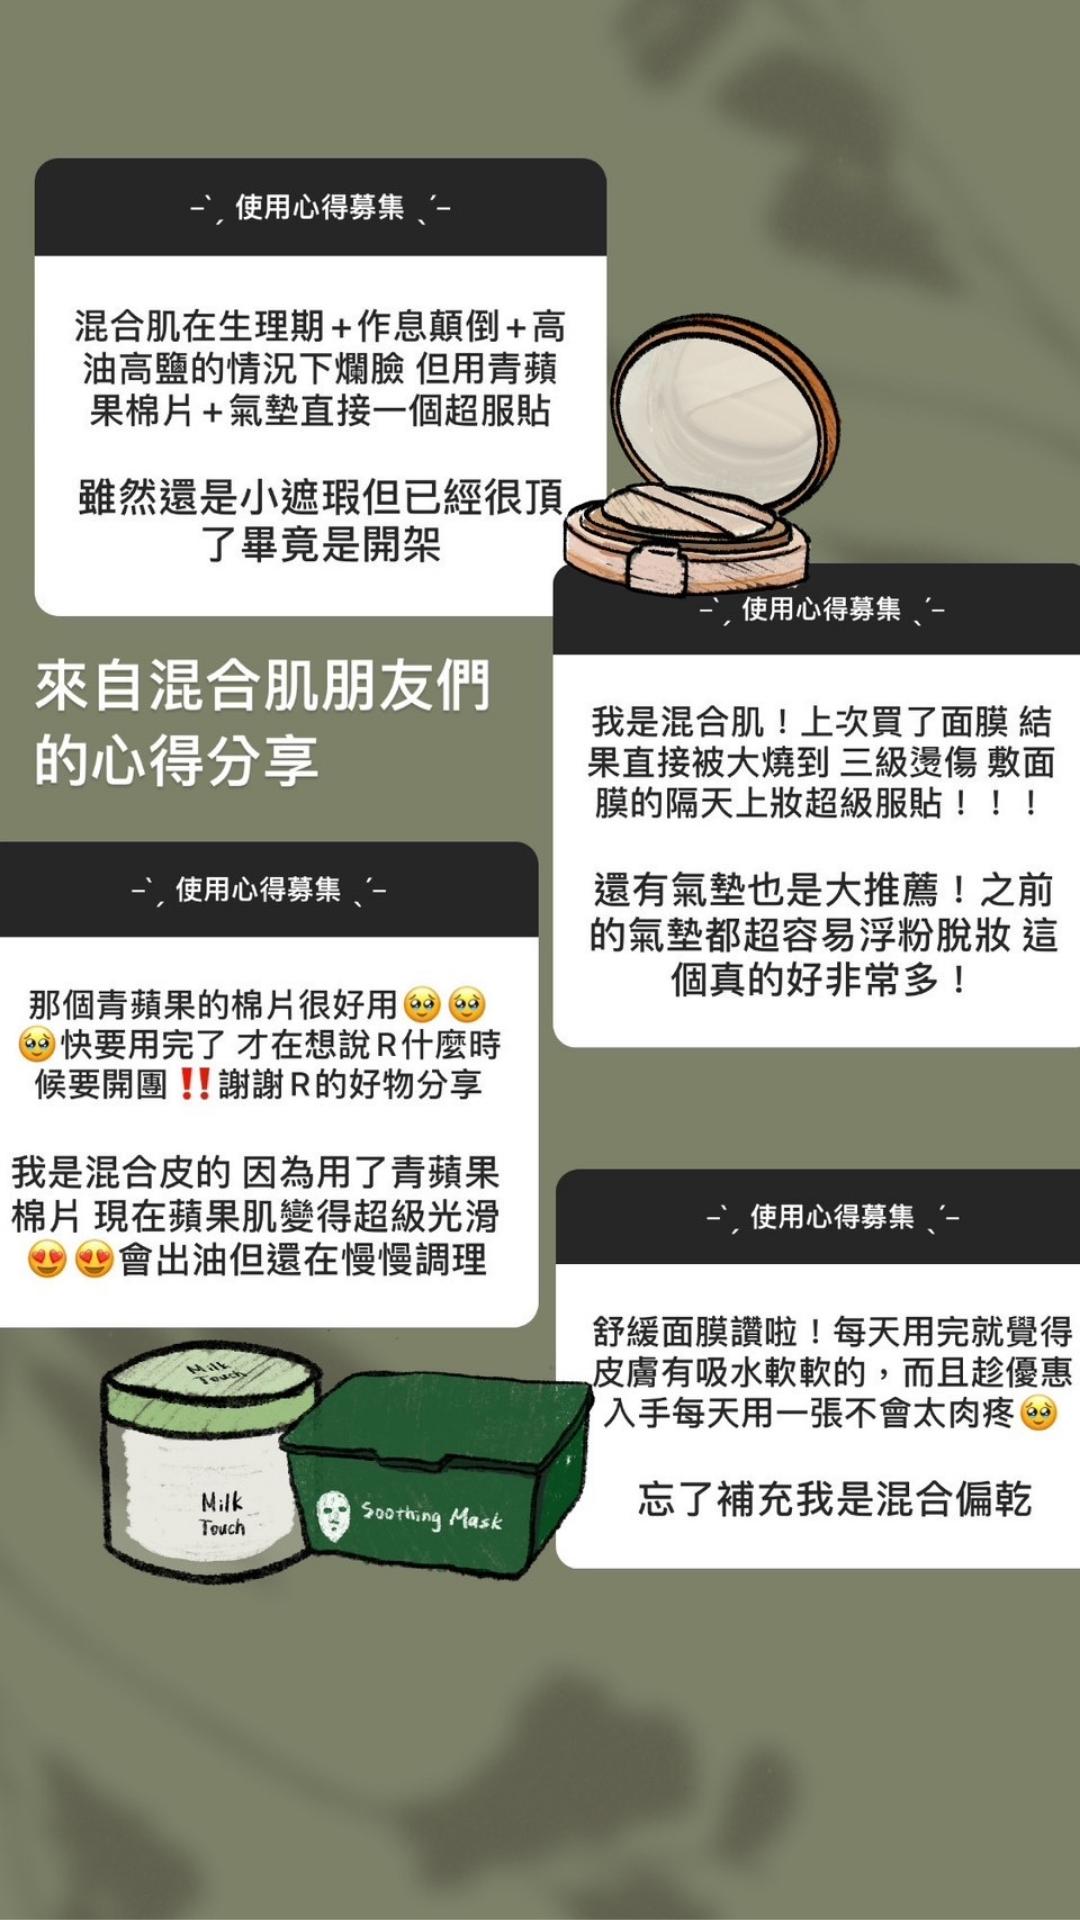 –ˋˏ 使用心得募集 ˎˊ–
混合肌在生理期+作息顛倒+高
油高鹽的情況下爛臉 但用青蘋
果棉片+氣墊直接一個超服貼
雖然還是小遮瑕但已經很頂
了畢竟是開架
–ˋˏ 使用心得募集 ˎˊ–
我是混合肌！上次買了面膜 結
果直接被大燒到 三級燙傷 敷面
膜的隔天上妝超級服貼！！！
還有氣墊也是大推薦！之前
的氣墊都超容易浮粉脫妝 這
個真的好非常多！
來自混合肌朋友們
的心得分享
–ˋˏ 使用心得募集 ˎˊ–
那個青蘋果的棉片很好用🥹🥹
🥹快要用完了 才在想說R什麼時
候要開團‼️謝謝R的好物分享
我是混合皮的 因為用了青蘋果
棉片 現在蘋果肌變得超級光滑
😍😍會出油但還在慢慢調理
–ˋˏ 使用心得募集 ˎˊ–
舒緩面膜讚啦！每天用完就覺得
皮膚有吸水軟軟的，而且趁優惠
入手每天用一張不會太肉疼🥹
忘了補充我是混合偏乾
Milk
Touch
Milk
Touch
Soothing Mask